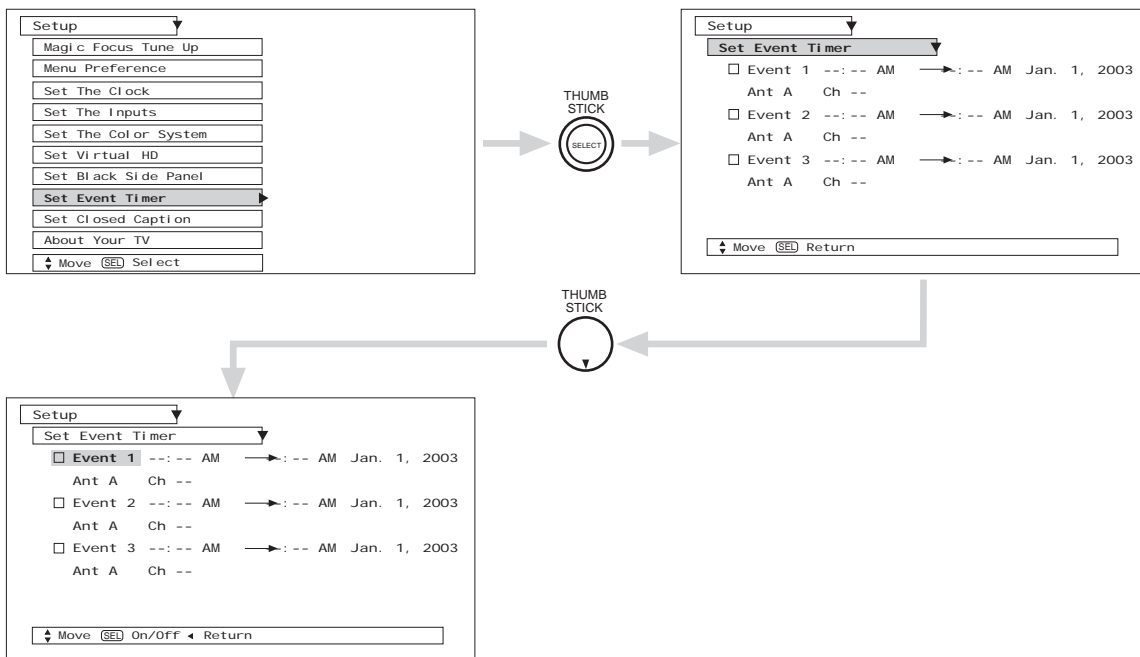 Setup
Magic Focus Tune Up
Menu Preference
Set The Clock
Set The Inputs
Set The Color System
Set Virtual HD
Set Black Side Panel
Set Event Timer
Set Closed Caption
About Your TV
Move SEL Select
THUMB
STICK
SELECT
Setup
Set Event Timer
Event 1 --:-- AM -:-- AM Jan. 1, 2003
Ant A Ch --
Event 2 --:-- AM -:-- AM Jan. 1, 2003
Ant A Ch --
Event 3 --:-- AM -:-- AM Jan. 1, 2003
Ant A Ch --
Move SEL Return
THUMB
STICK
Setup
Set Event Timer
Event 1 --:-- AM -:-- AM Jan. 1, 2003
Ant A Ch --
Event 2 --:-- AM :-- AM Jan. 1, 2003
Ant A Ch --
Event 3 --:-- AM :-- AM Jan. 1, 2003
Ant A Ch --
Move SEL On/Off Return